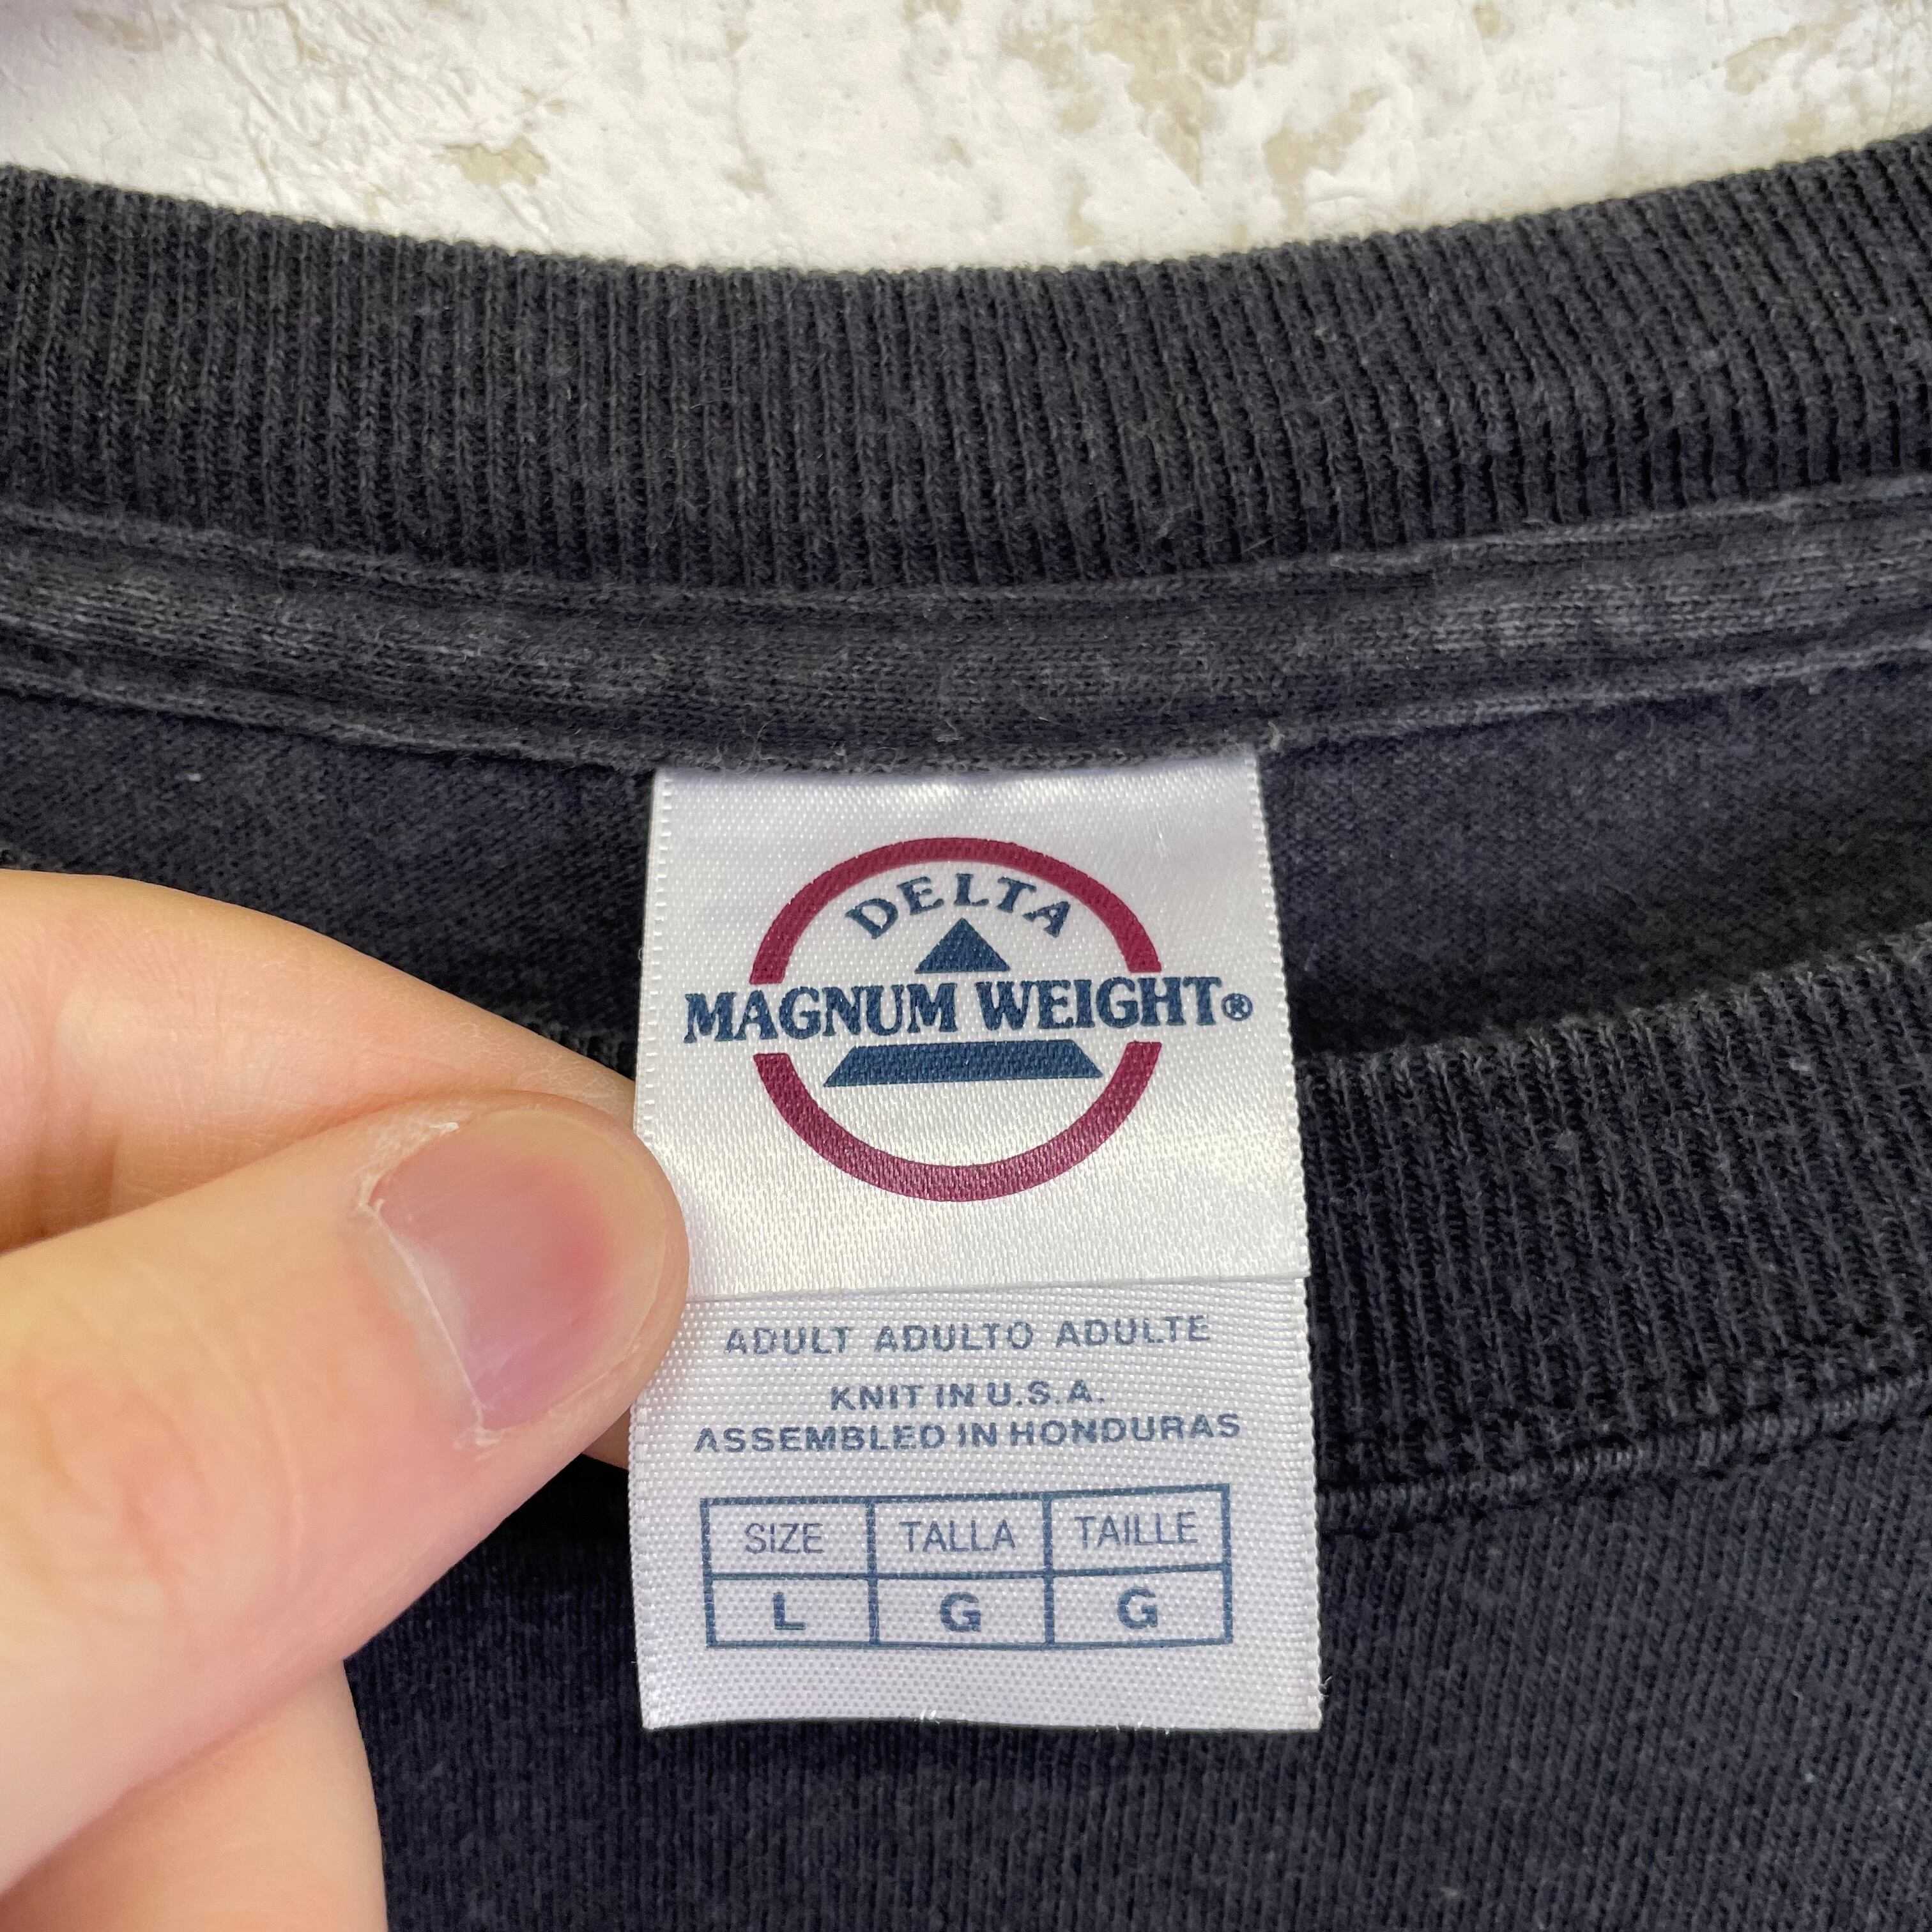 DELTA
MAGNUM WEIGHT®
ADULT ADULTO ADULTE
KNIT IN U.S.A.
ASSEMBLED IN HONDURAS
SIZE TALLA TAILLE
L G G